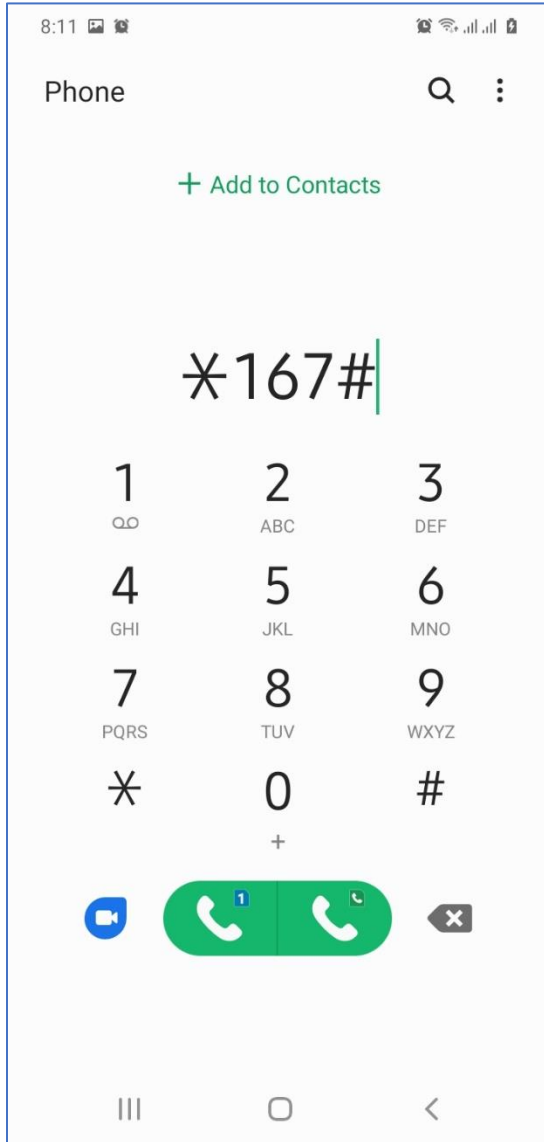 8:11
Phone
+ Add to Contacts
*167#
1 2 3
ABC DEF
4 5 6
GHI JKL MNO
7 8 9
PQRS TUV WXYZ
* 0 #
+
1